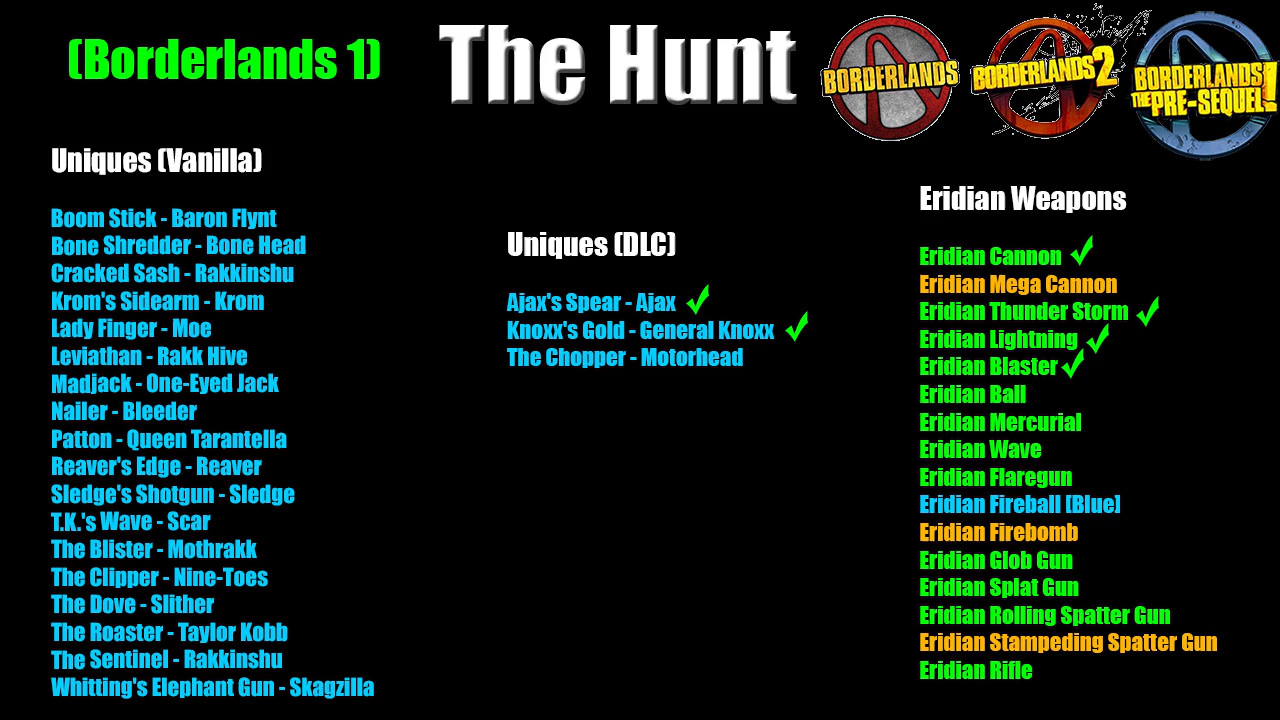 (Borderlands 1)
The Hunt
BORDERLANDS
BORDERLANDS 2
BORDERLANDS
THE PRE-SEQUEL!
Uniques (Vanilla)
Boom Stick - Baron Flynt
Bone Shredder - Bone Head
Cracked Sash - Rakkinshu
Krom's Sidearm - Krom
Lady Finger - Moe
Leviathan - Rakk Hive
Madjack - One-Eyed Jack
Nailer - Bleeder
Patton - Queen Tarantella
Reaver's Edge - Reaver
Sledge's Shotgun - Sledge
T.K.'s Wave - Scar
The Blister - Mothrakk
The Clipper - Nine-Toes
The Dove - Slither
The Roaster - Taylor Kobb
The Sentinel - Rakkinshu
Whitting's Elephant Gun - Skagzilla
Uniques (DLC)
Ajax's Spear - Ajax
Knoxx's Gold - General Knoxx
The Chopper - Motorhead
Eridian Weapons
Eridian Cannon
Eridian Mega Cannon
Eridian Thunder Storm
Eridian Lightning
Eridian Blaster
Eridian Ball
Eridian Mercurial
Eridian Wave
Eridian Flaregun
Eridian Fireball [Blue]
Eridian Firebomb
Eridian Glob Gun
Eridian Splat Gun
Eridian Rolling Spatter Gun
Eridian Stampeding Spatter Gun
Eridian Rifle